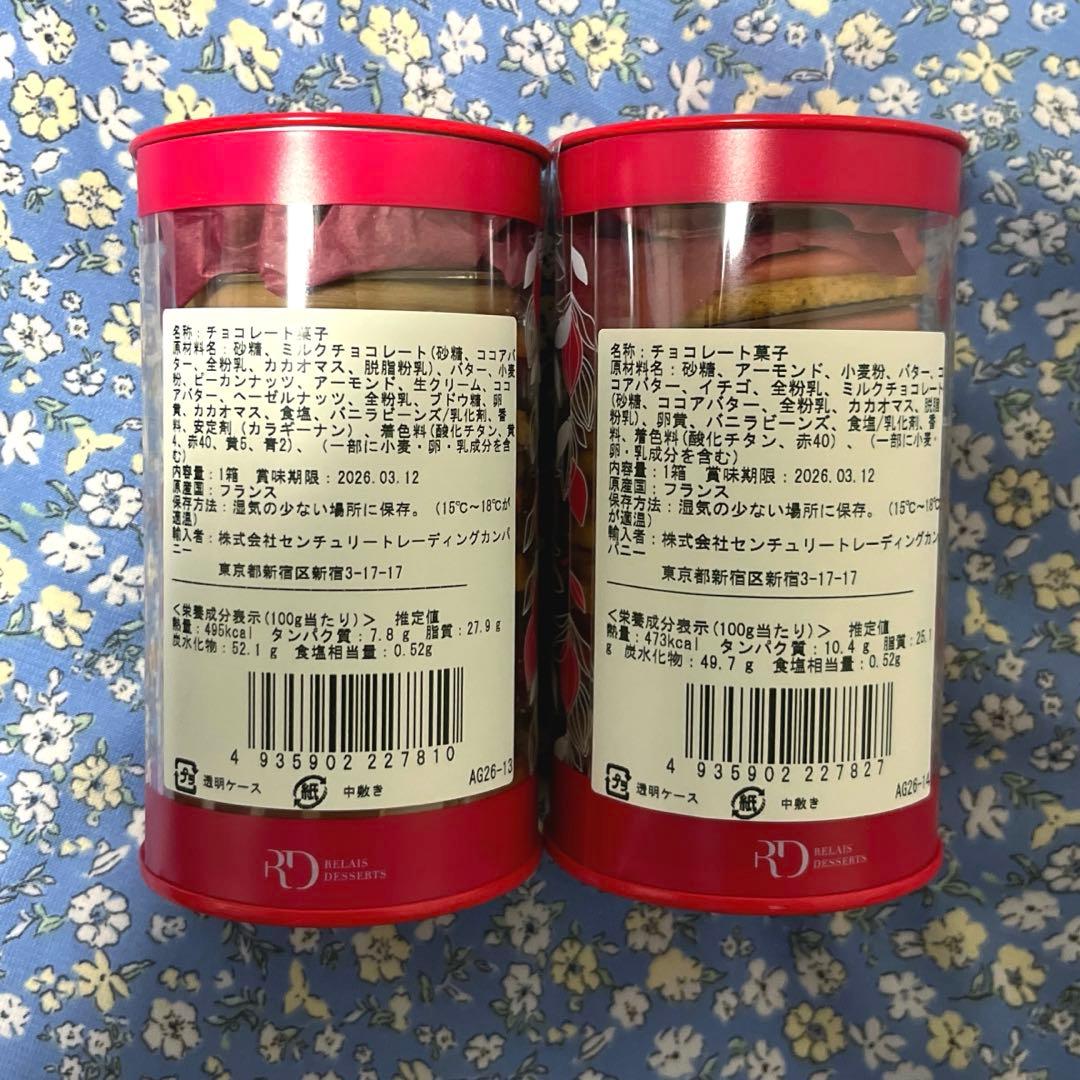 名称：チョコレート菓子
原材料名：砂糖、ミルクチョコレート(砂糖、ココアバ
ター、全粉乳、カカオマス、脱脂粉乳)、バター、小麦
粉、ピーカンナッツ、アーモンド、生クリーム、ココ
アバター、ヘーゼルナッツ、全粉乳、ブドウ糖、卵
黄、カカオマス、食塩、バニラビーンズ/乳化剤、香
料、安定剤（カラギーナン）、着色料(酸化チタン、黄
4、赤40、黄5、青2)、（一部に小麦・卵・乳成分を含
む）
内容量：1箱　賞味期限：2026.03.12
原産国：フランス
保存方法：湿気の少ない場所に保存。（15℃～18℃が
適温）
輸入者：株式会社センチュリートレーディングカンパ
ニー
東京都新宿区新宿3-17-17
＜栄養成分表示(100g当たり)＞　推定値
熱量：495kcal　タンパク質：7.8 g　脂質：27.9 g
炭水化物：52.1 g　食塩相当量：0.52g
4 935902 227810
プラ 透明ケース 紙 中敷き AG26-13
RD RELAIS
DESSERTS
名称：チョコレート菓子
原材料名：砂糖、アーモンド、小麦粉、バター、コ
コアバター、イチゴ、全粉乳、ミルクチョコレート
(砂糖、ココアバター、全粉乳、カカオマス、脱脂
粉乳)、卵黄、バニラビーンズ、食塩/乳化剤、香
料、着色料(酸化チタン、赤40)、（一部に小麦・
卵・乳成分を含む）
内容量：1箱　賞味期限：2026.03.12
原産国：フランス
保存方法：湿気の少ない場所に保存。（15℃～18℃
が適温）
輸入者：株式会社センチュリートレーディングカン
パニー
東京都新宿区新宿3-17-17
＜栄養成分表示(100g当たり)＞　推定値
熱量：473kcal　タンパク質：10.4 g　脂質：25.1
g　炭水化物：49.7 g　食塩相当量：0.52g
4 935902 227827
プラ 透明ケース 紙 中敷き AG26-14
RD RELAIS
DESSERTS